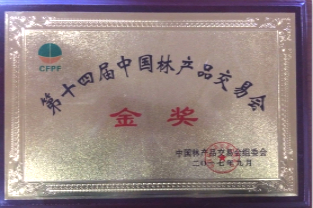 CFPF
第十四届中国林产品交易会
金奖
中国林产品交易会组委会
二〇一七年九月